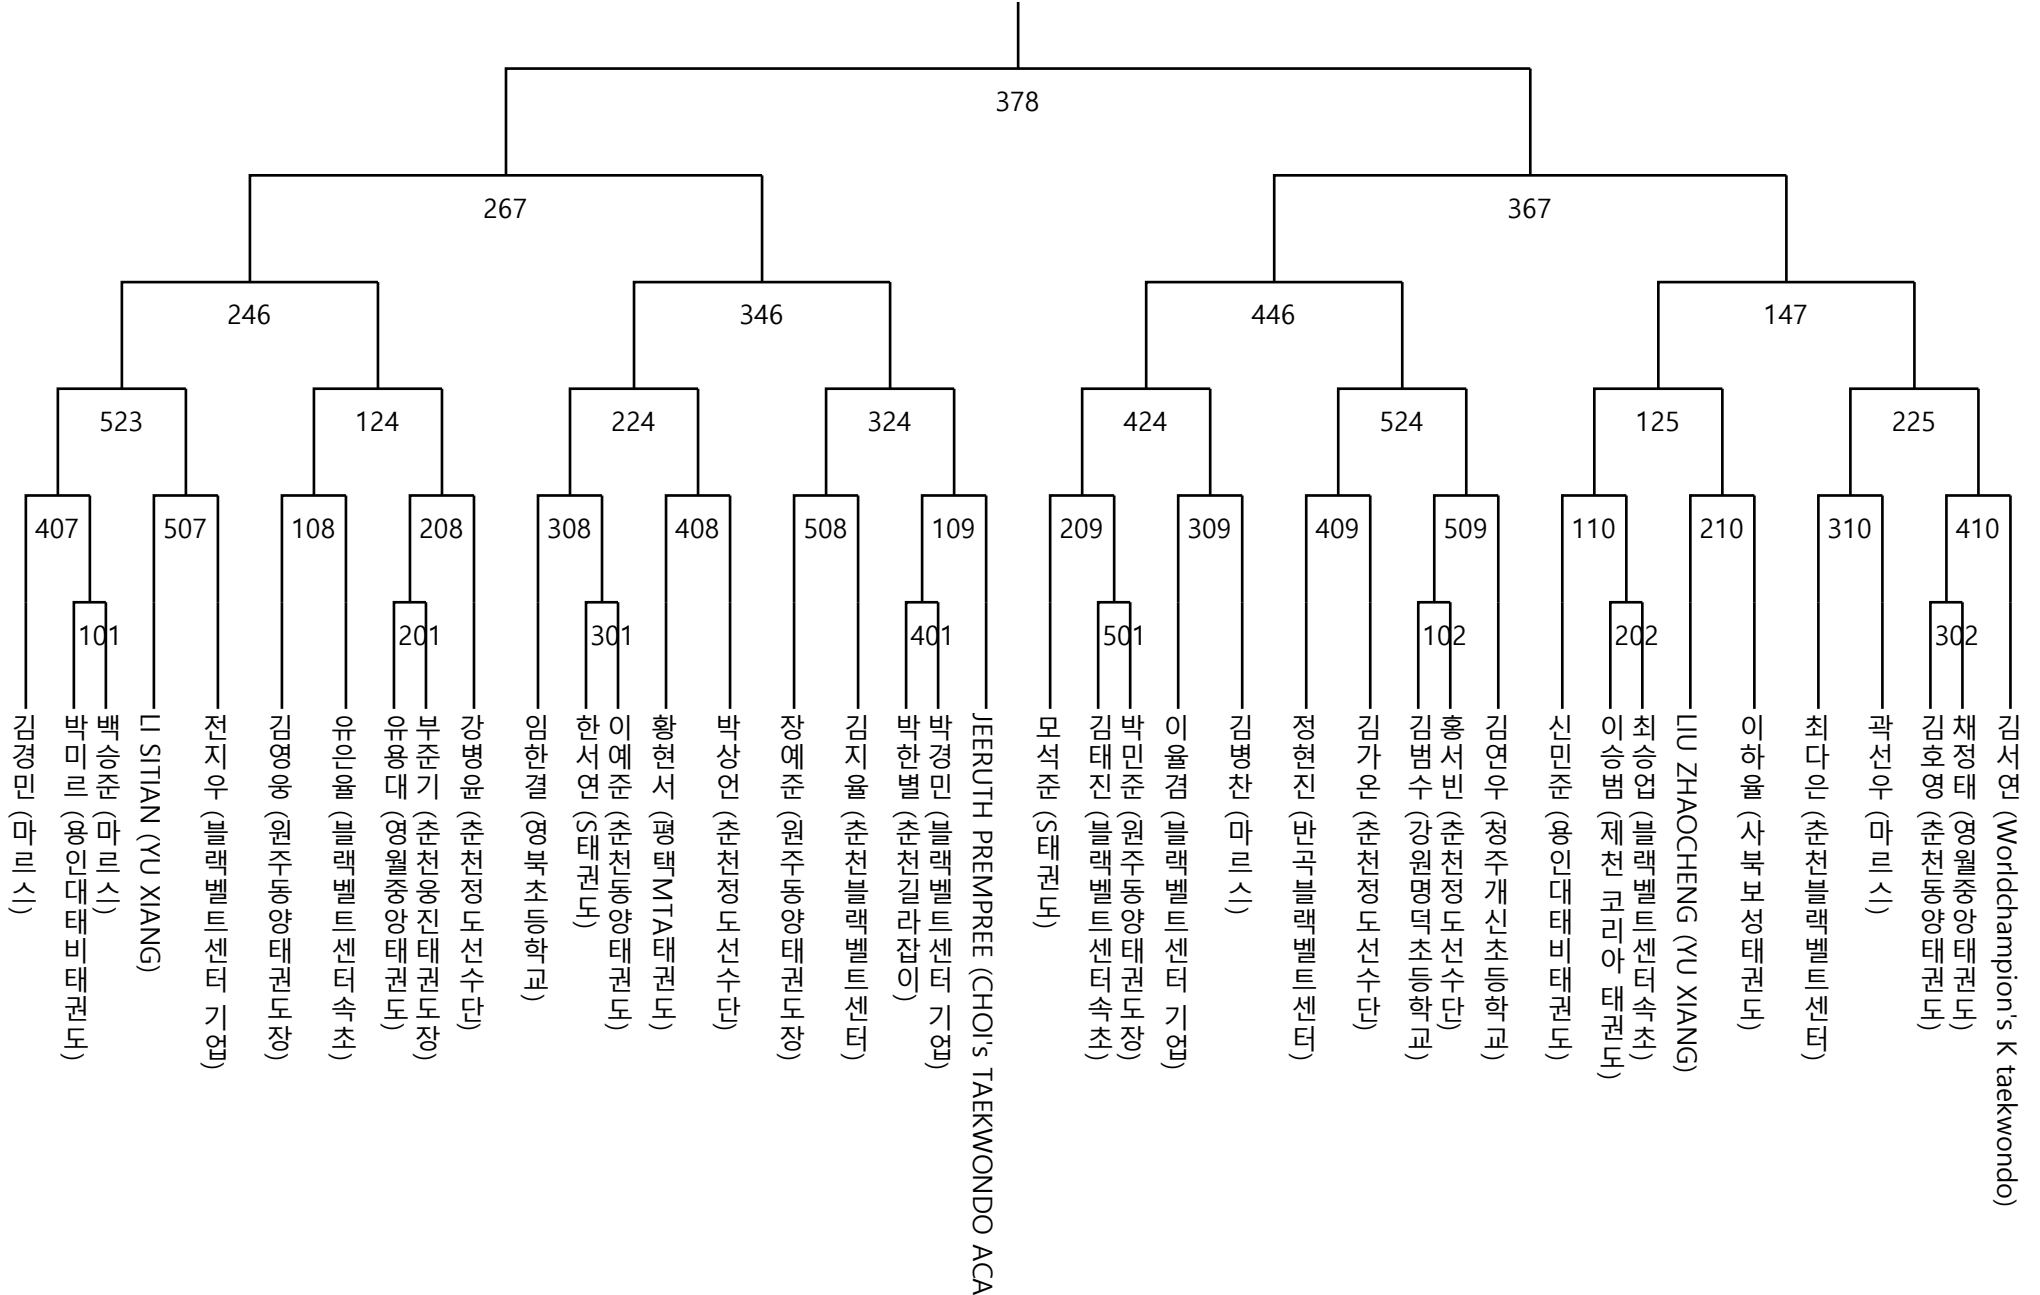 378
267
367
246
346
446
147
523
124
224
324
424
524
125
225
407
507
108
208
308
408
508
109
209
309
409
509
110
210
310
410
101
201
301
401
501
102
202
302
김경민 (마르스)
박미르 (용인대태비태권도)
백승준 (마르스)
LI SITIAN (YU XIANG)
전지우 (블랙벨트센터 기업)
김영웅 (원주동양태권도장)
유은율 (블랙벨트센터속초)
유용대 (영월중앙태권도)
부준기 (춘천웅진태권도장)
강병윤 (춘천정도선수단)
임한결 (영북초등학교)
한서연 (S태권도)
이예준 (춘천동양태권도)
황현서 (평택MTA태권도)
박상언 (춘천정도선수단)
장예준 (원주동양태권도장)
김지율 (춘천블랙벨트센터)
박한별 (춘천길라잡이)
박경민 (블랙벨트센터 기업)
JEERUTH PREMPREE (CHOI's TAEKWONDO ACA
모석준 (S태권도)
김태진 (블랙벨트센터속초)
박민준 (원주동양태권도장)
이율겸 (블랙벨트센터 기업)
김병찬 (마르스)
정현진 (반곡블랙벨트센터)
김가온 (춘천정도선수단)
김범수 (강원명덕초등학교)
홍서빈 (춘천정도선수단)
김연우 (청주개신초등학교)
신민준 (용인대태비태권도)
이승범 (제천 코리아 태권도)
최승업 (블랙벨트센터속초)
LIU ZHAOCHENG (YU XIANG)
이하율 (사북보성태권도)
최다은 (춘천블랙벨트센터)
곽선우 (마르스)
김호영 (춘천동양태권도)
채정태 (영월중앙태권도)
김서연 (Worldchampion's K taekwondo)